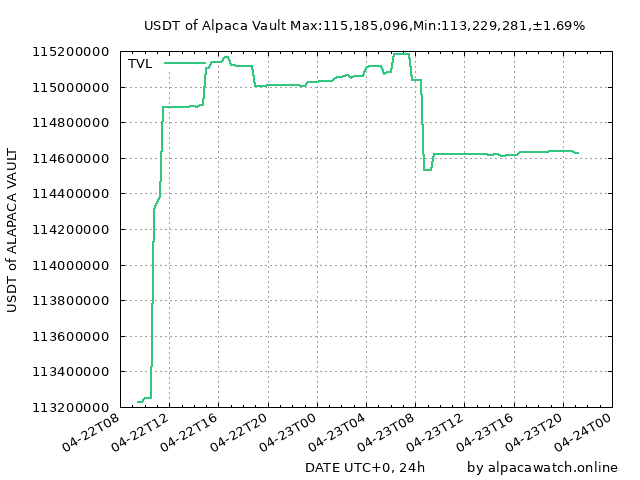 USDT of Alpaca Vault Max:115,185,096,Min:113,229,281,±1.69%
TVL
115200000
115000000
114800000
114600000
114400000
114200000
114000000
113800000
113600000
113400000
113200000
USDT of ALAPACA VAULT
04-22T08
04-22T12
04-22T16
04-22T20
04-23T00
04-23T04
04-23T08
04-23T12
04-23T16
04-23T20
04-24T00
DATE UTC+0, 24h
by alpacawatch.online